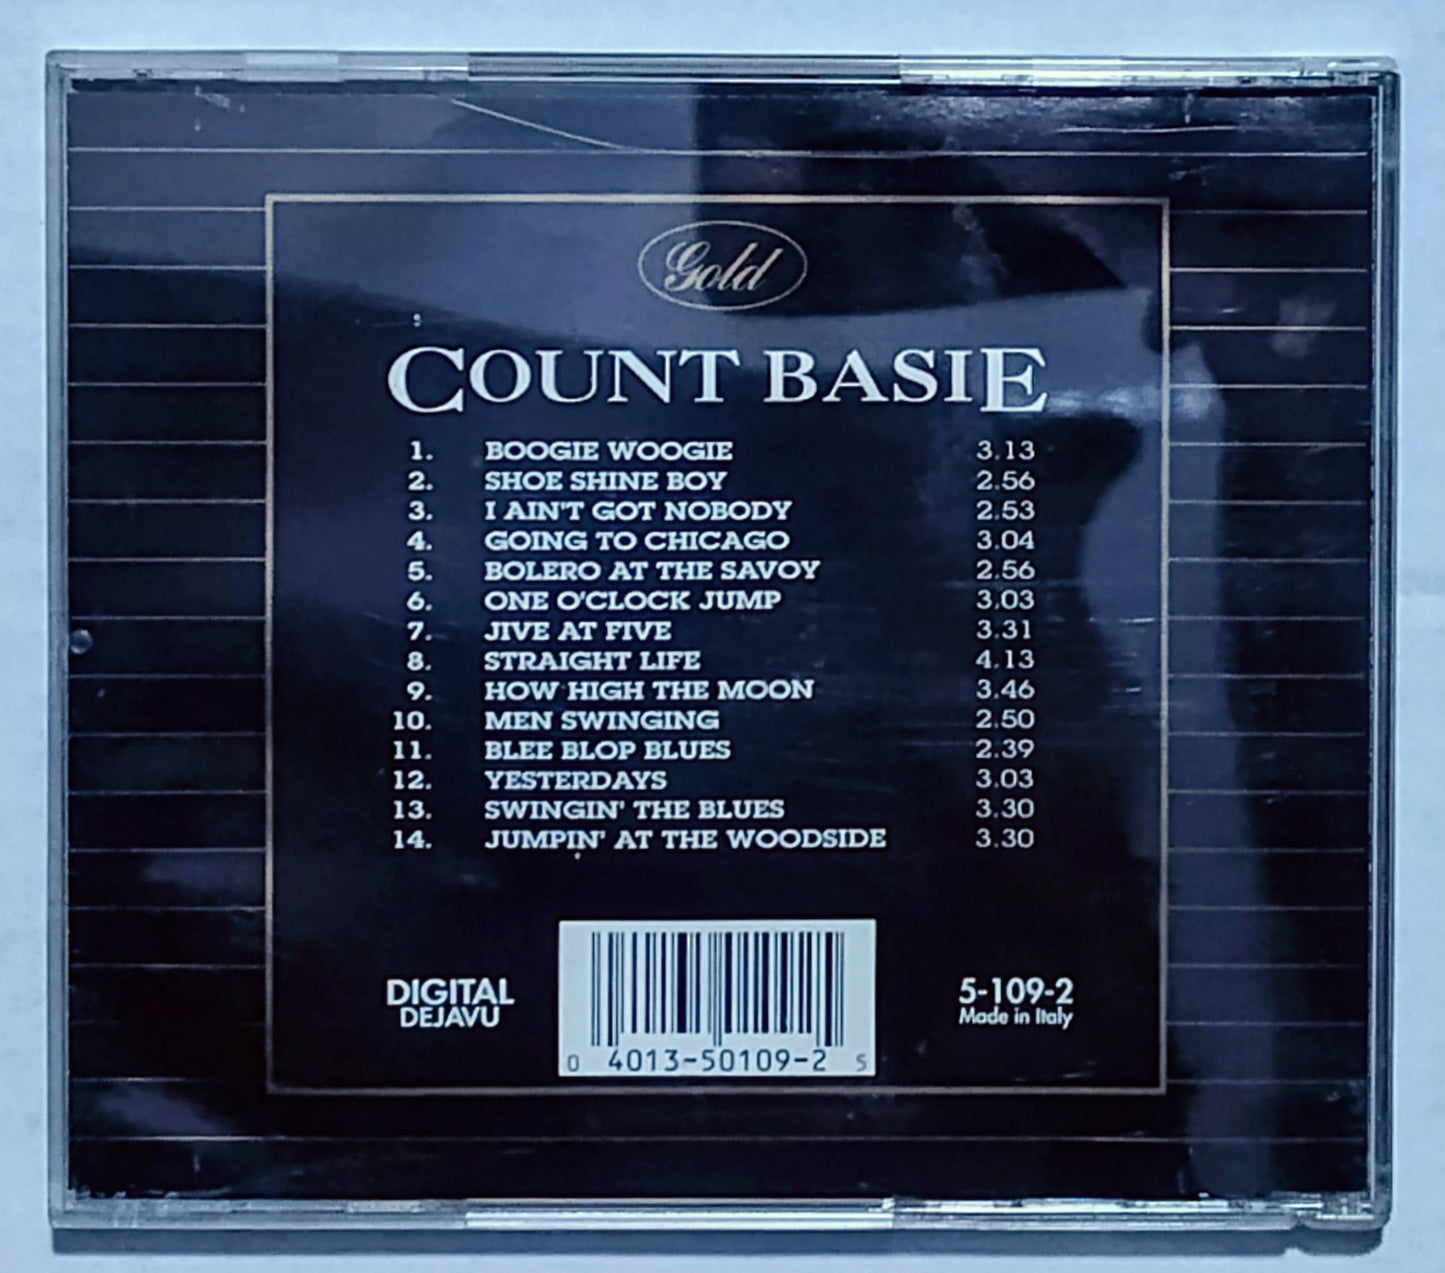 Gold
COUNT BASIE
1. BOOGIE WOOGIE 3.13
2. SHOE SHINE BOY 2.56
3. I AIN'T GOT NOBODY 2.53
4. GOING TO CHICAGO 3.04
5. BOLERO AT THE SAVOY 2.56
6. ONE O'CLOCK JUMP 3.03
7. JIVE AT FIVE 3.31
8. STRAIGHT LIFE 4.13
9. HOW HIGH THE MOON 3.46
10. MEN SWINGING 2.50
11. BLEE BLOP BLUES 2.39
12. YESTERDAYS 3.03
13. SWINGIN' THE BLUES 3.30
14. JUMPIN' AT THE WOODSIDE 3.30
DIGITAL
DEJAVU
5-109-2
Made in Italy
0 4013-50109-2 5